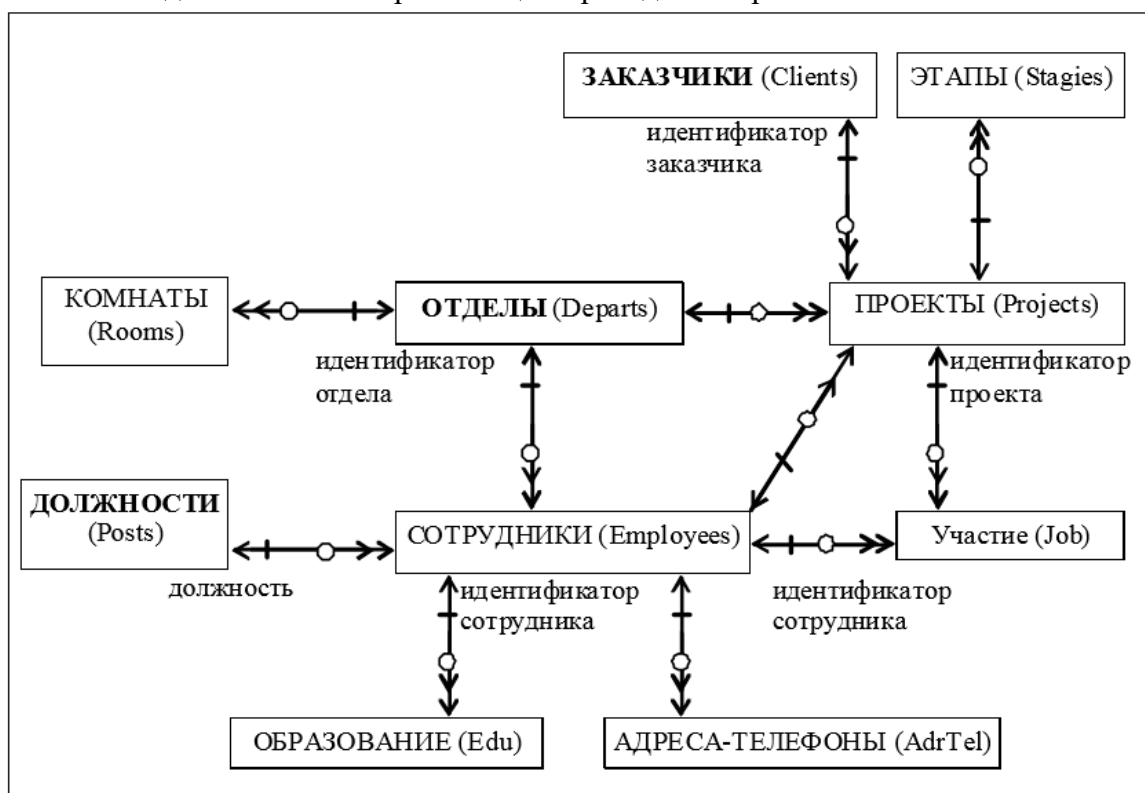 ЗАКАЗЧИКИ (Clients)
ЭТАПЫ (Stagies)
идентификатор
заказчика
КОМНАТЫ
(Rooms)
ОТДЕЛЫ (Departs)
ПРОЕКТЫ (Projects)
идентификатор
отдела
идентификатор
проекта
ДОЛЖНОСТИ
(Posts)
СОТРУДНИКИ (Employees)
Участие (Job)
должность
идентификатор
сотрудника
идентификатор
сотрудника
ОБРАЗОВАНИЕ (Edu)
АДРЕСА-ТЕЛЕФОНЫ (AdrTel)